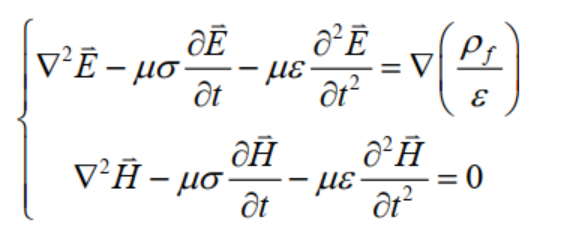 ∇²E⃗ − μσ ∂E⃗/∂t − με ∂²E⃗/∂t² = ∇(ρ_f/ε)
∇²H⃗ − μσ ∂H⃗/∂t − με ∂²H⃗/∂t² = 0